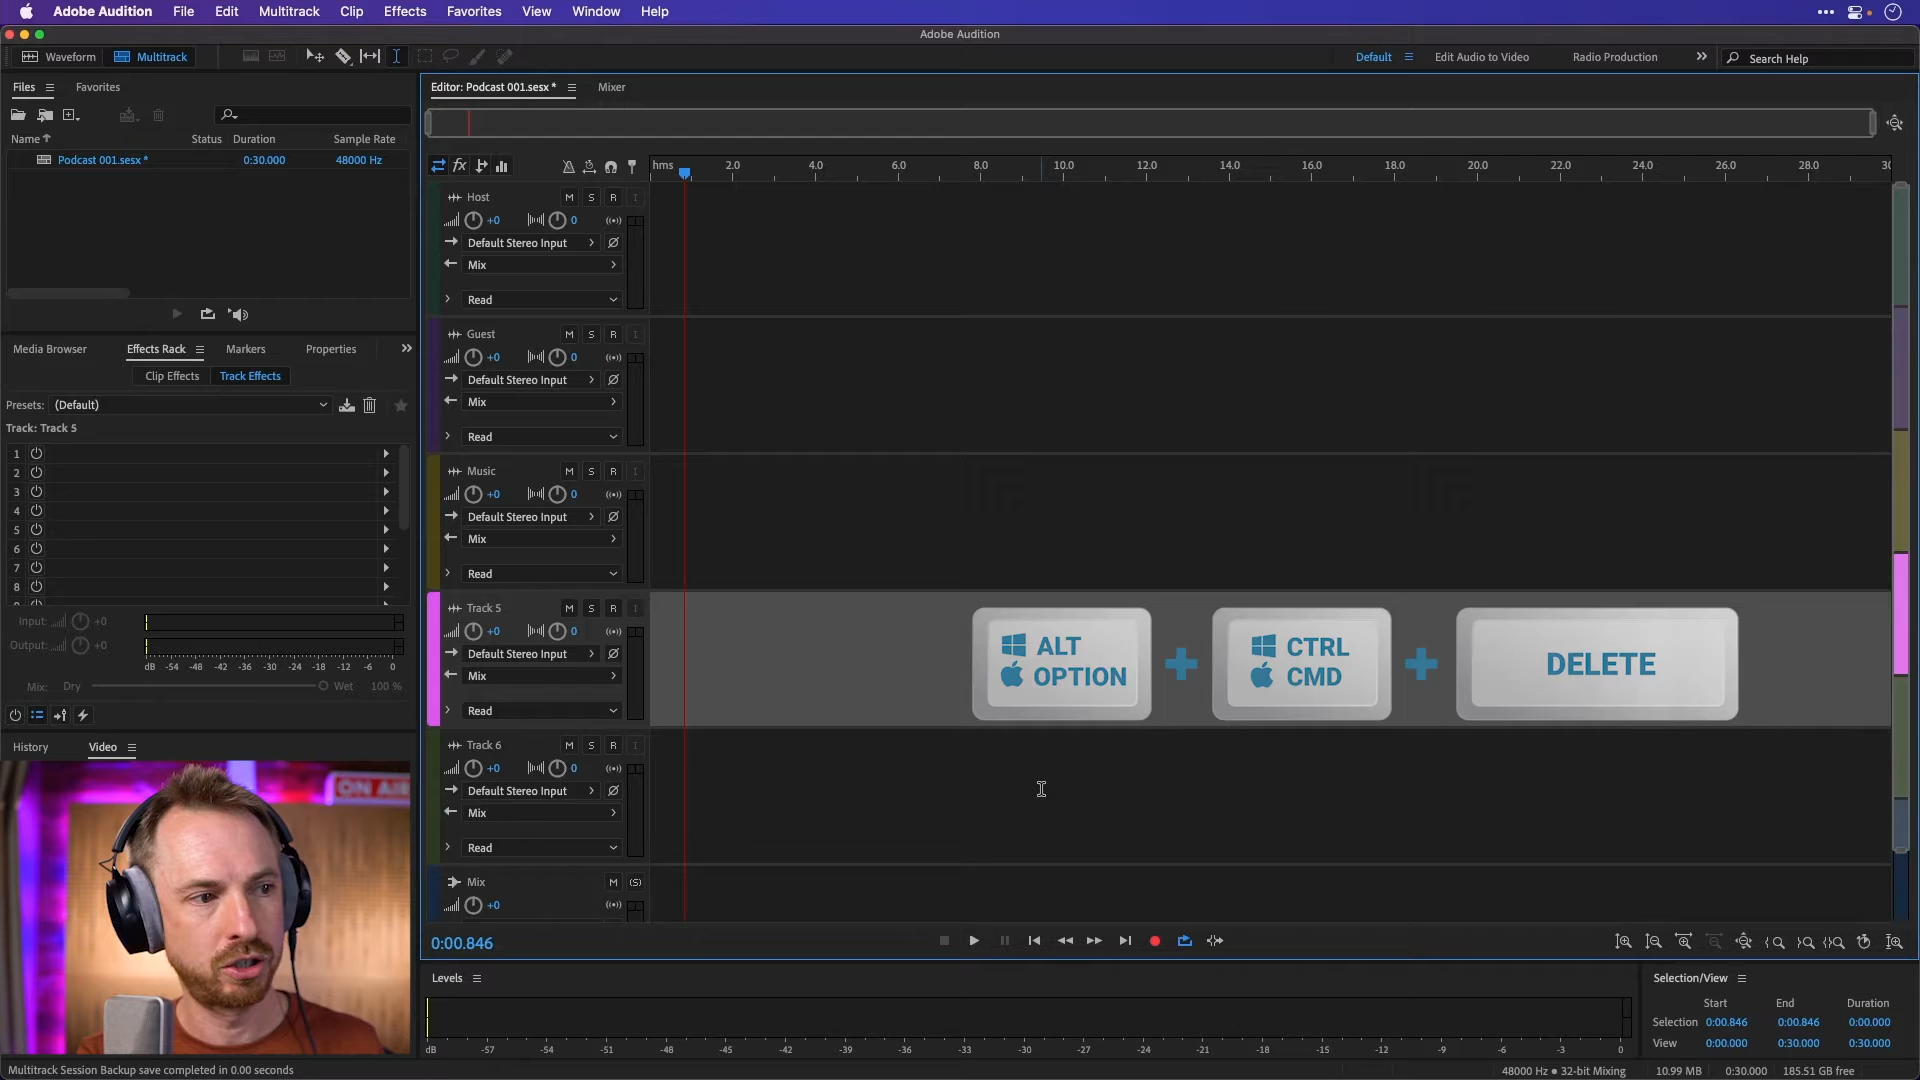 Adobe Audition File Edit Multitrack Clip Effects Favorites View Window Help
Adobe Audition
Waveform Multitrack Default Edit Audio to Video Radio Production Search Help
Files Favorites
Name Status Duration Sample Rate
Podcast 001.sesx * 0:30.000 48000 Hz
Media Browser Effects Rack Markers Properties
Clip Effects Track Effects
Presets: (Default)
Track: Track 5
1
2
3
4
5
6
7
8
Input: +0
Output: +0
dB -54 -48 -42 -36 -30 -24 -18 -12 -6 0
Mix: Dry Wet 100 %
History Video
ON AIR
Editor: Podcast 001.sesx * Mixer
fx hms 2.0 4.0 6.0 8.0 10.0 12.0 14.0 16.0 18.0 20.0 22.0 24.0 26.0 28.0
Host M S R I
+0 0
Default Stereo Input
Mix
Read
Guest M S R I
+0 0
Default Stereo Input
Mix
Read
Music M S R I
+0 0
Default Stereo Input
Mix
Read
Track 5 M S R I
+0 0
Default Stereo Input
Mix
Read
ALT
OPTION
CTRL
CMD
DELETE
Track 6 M S R I
+0 0
Default Stereo Input
Mix
Read
Mix M (S)
+0
0:00.846
Levels
dB -57 -54 -51 -48 -45 -42 -39 -36 -33 -30 -27 -24 -21 -18 -15 -12 -9 -6 -3 0
Selection/View
Start End Duration
Selection 0:00.846 0:00.846 0:00.000
View 0:00.000 0:30.000 0:30.000
Multitrack Session Backup save completed in 0.00 seconds 48000 Hz ● 32-bit Mixing 10.99 MB 0:30.000 185.51 GB free